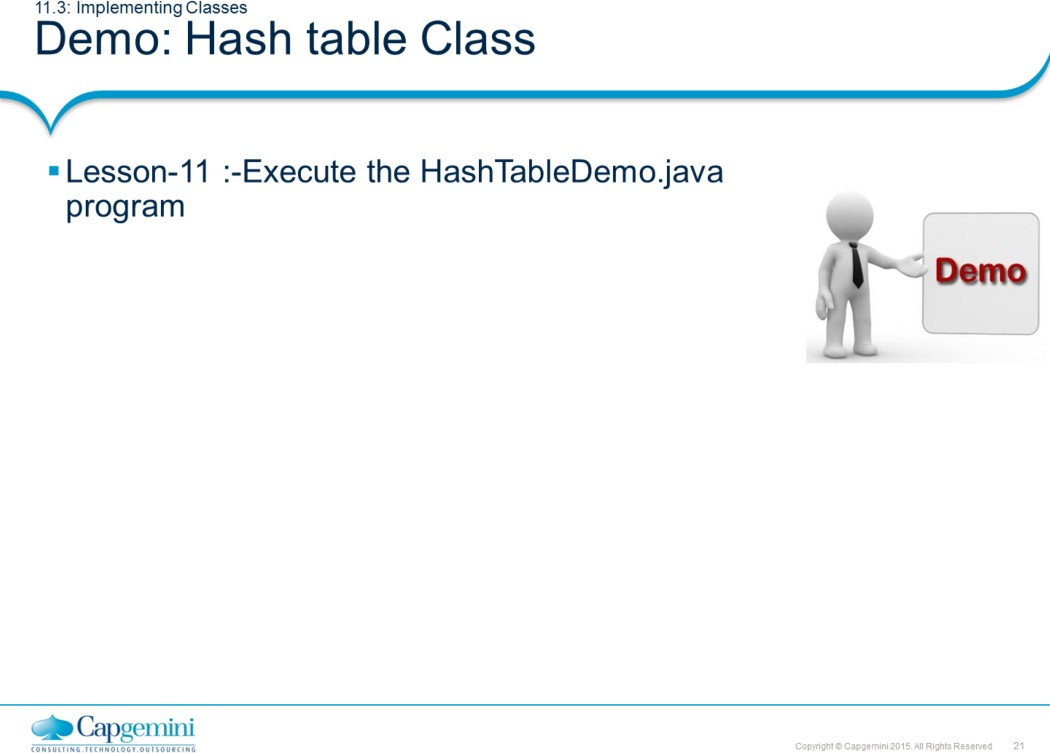 11.3: Implementing Classes
Demo: Hash table Class
Lesson-11 :-Execute the HashTableDemo.java
program
Demo
Capgemini
CONSULTING.TECHNOLOGY.OUTSOURCING
Copyright © Capgemini 2015. All Rights Reserved 21